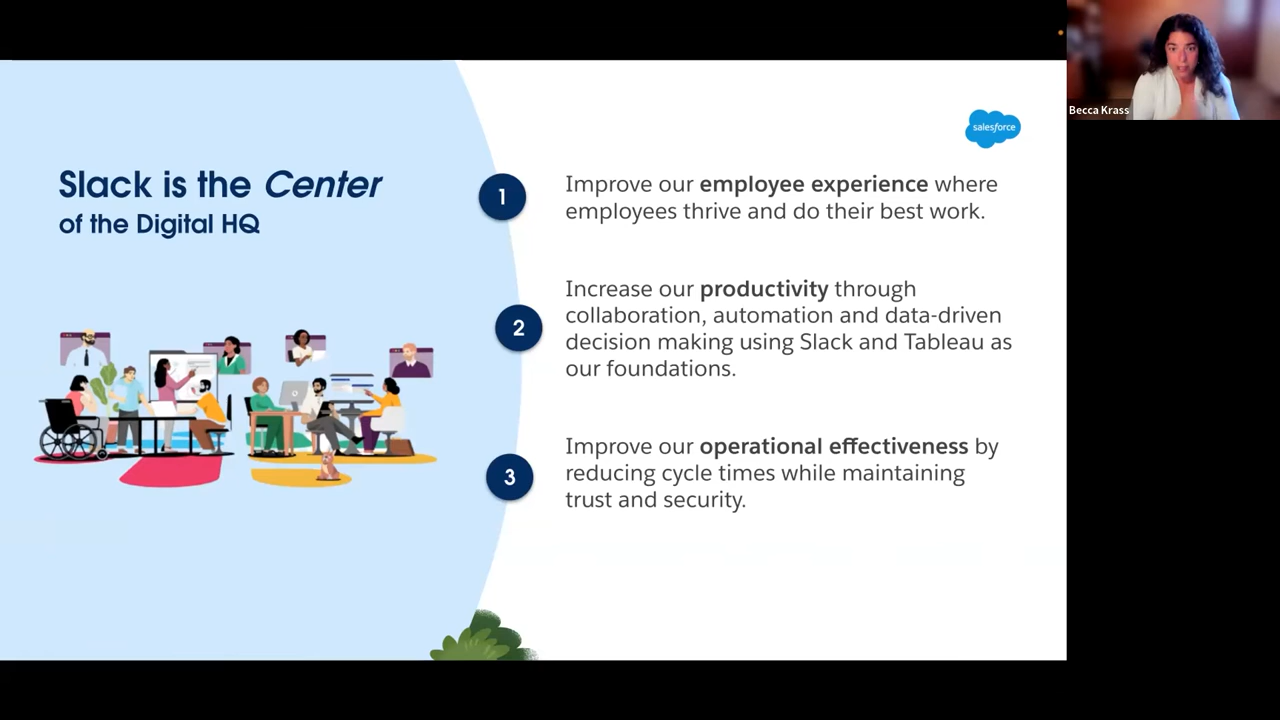 Becca Krass
salesforce
Slack is the Center
of the Digital HQ
1
Improve our employee experience where
employees thrive and do their best work.
2
Increase our productivity through
collaboration, automation and data-driven
decision making using Slack and Tableau as
our foundations.
3
Improve our operational effectiveness by
reducing cycle times while maintaining
trust and security.